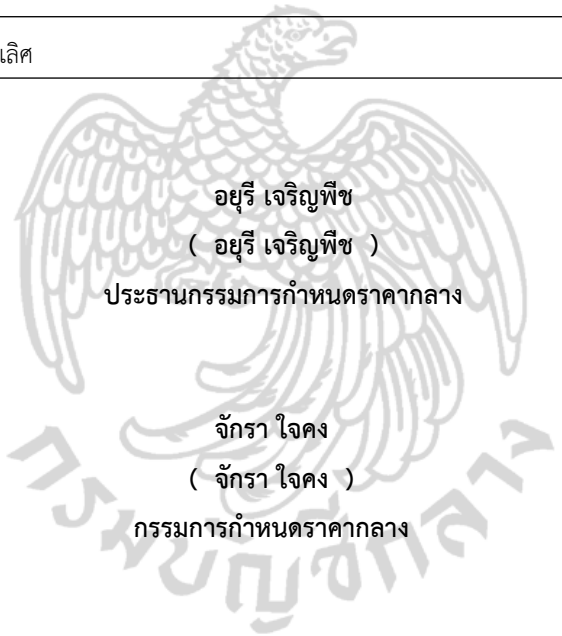 เลิศ
อยุรี เจริญพืช
( อยุรี เจริญพืช )
ประธานกรรมการกำหนดราคากลาง
จักรา ใจคง
( จักรา ใจคง )
กรรมการกำหนดราคากลาง
กรมบัญชีกลาง